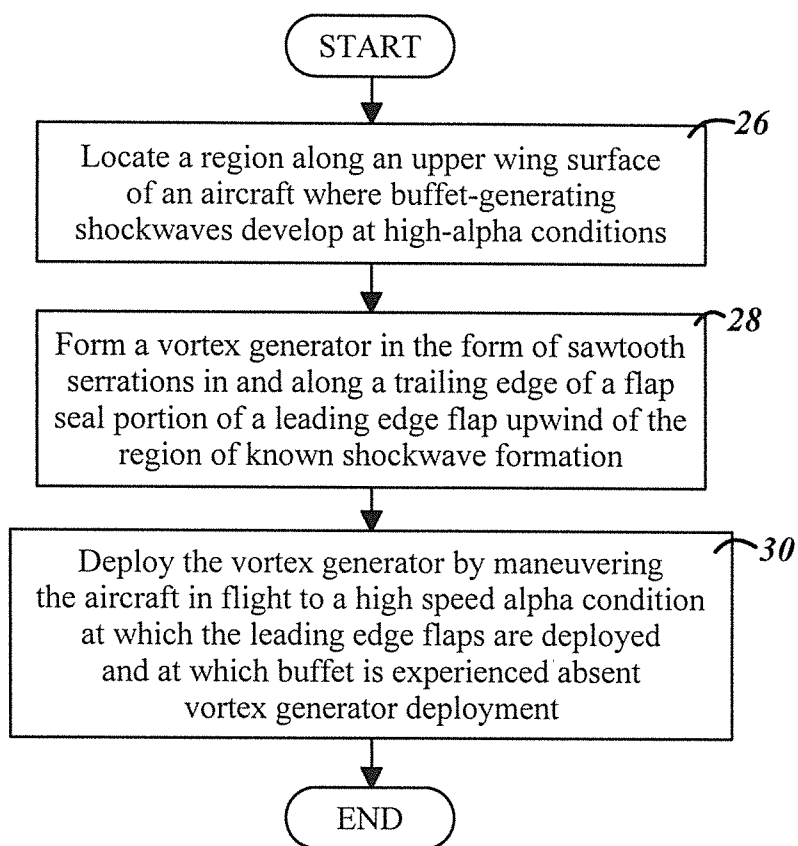 START
26
Locate a region along an upper wing surface
of an aircraft where buffet-generating
shockwaves develop at high-alpha conditions
28
Form a vortex generator in the form of sawtooth
serrations in and along a trailing edge of a flap
seal portion of a leading edge flap upwind of the
region of known shockwave formation
30
Deploy the vortex generator by maneuvering
the aircraft in flight to a high speed alpha condition
at which the leading edge flaps are deployed
and at which buffet is experienced absent
vortex generator deployment
END